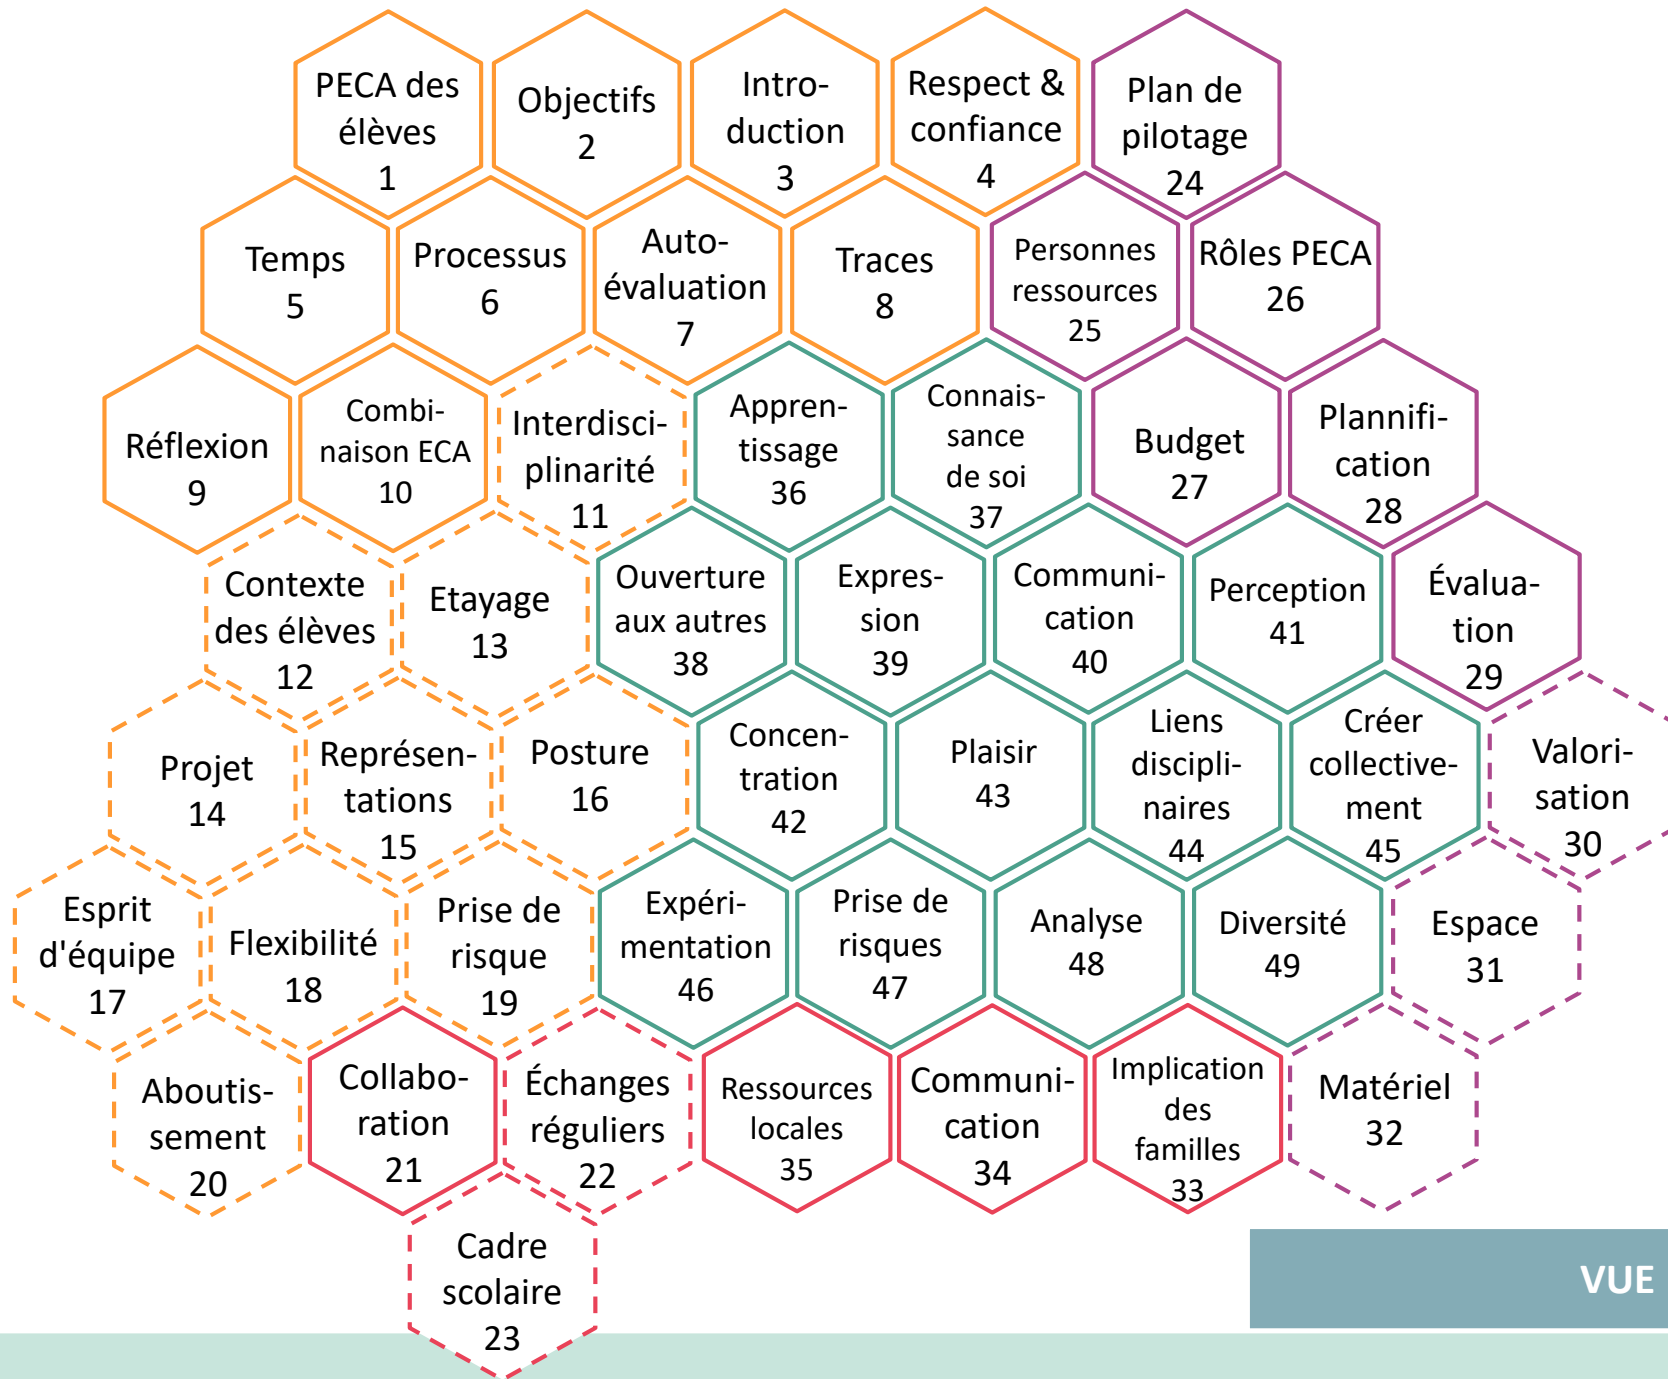 PECA des
élèves
1
Objectifs
2
Intro-
duction
3
Respect &
confiance
4
Plan de
pilotage
24
Temps
5
Processus
6
Auto-
évaluation
7
Traces
8
Personnes
ressources
25
Rôles PECA
26
Réflexion
9
Combi-
naison ECA
10
Interdisci-
plinarité
11
Appren-
tissage
36
Connais-
sance
de soi
37
Budget
27
Plannifi-
cation
28
Contexte
des élèves
12
Etayage
13
Ouverture
aux autres
38
Expres-
sion
39
Communi-
cation
40
Perception
41
Évalua-
tion
29
Projet
14
Représen-
tations
15
Posture
16
Concen-
tration
42
Plaisir
43
Liens
discipli-
naires
44
Créer
collective-
ment
45
Valori-
sation
30
Esprit
d'équipe
17
Flexibilité
18
Prise de
risque
19
Expéri-
mentation
46
Prise de
risques
47
Analyse
48
Diversité
49
Espace
31
Aboutis-
sement
20
Collabo-
ration
21
Échanges
réguliers
22
Ressources
locales
35
Communi-
cation
34
Implication
des
familles
33
Matériel
32
Cadre
scolaire
23
VUE